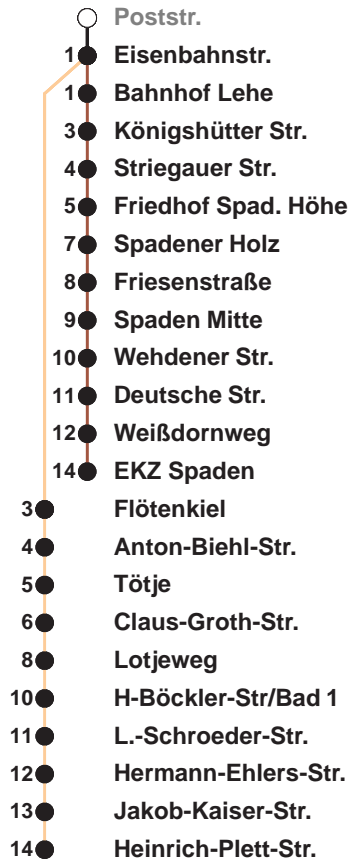 Poststr.
1 Eisenbahnstr.
1 Bahnhof Lehe
3 Königshütter Str.
4 Striegauer Str.
5 Friedhof Spad. Höhe
7 Spadener Holz
8 Friesenstraße
9 Spaden Mitte
10 Wehdener Str.
11 Deutsche Str.
12 Weißdornweg
14 EKZ Spaden
3 Flötenkiel
4 Anton-Biehl-Str.
5 Tötje
6 Claus-Groth-Str.
8 Lotjeweg
10 H-Böckler-Str/Bad 1
11 L.-Schroeder-Str.
12 Hermann-Ehlers-Str.
13 Jakob-Kaiser-Str.
14 Heinrich-Plett-Str.